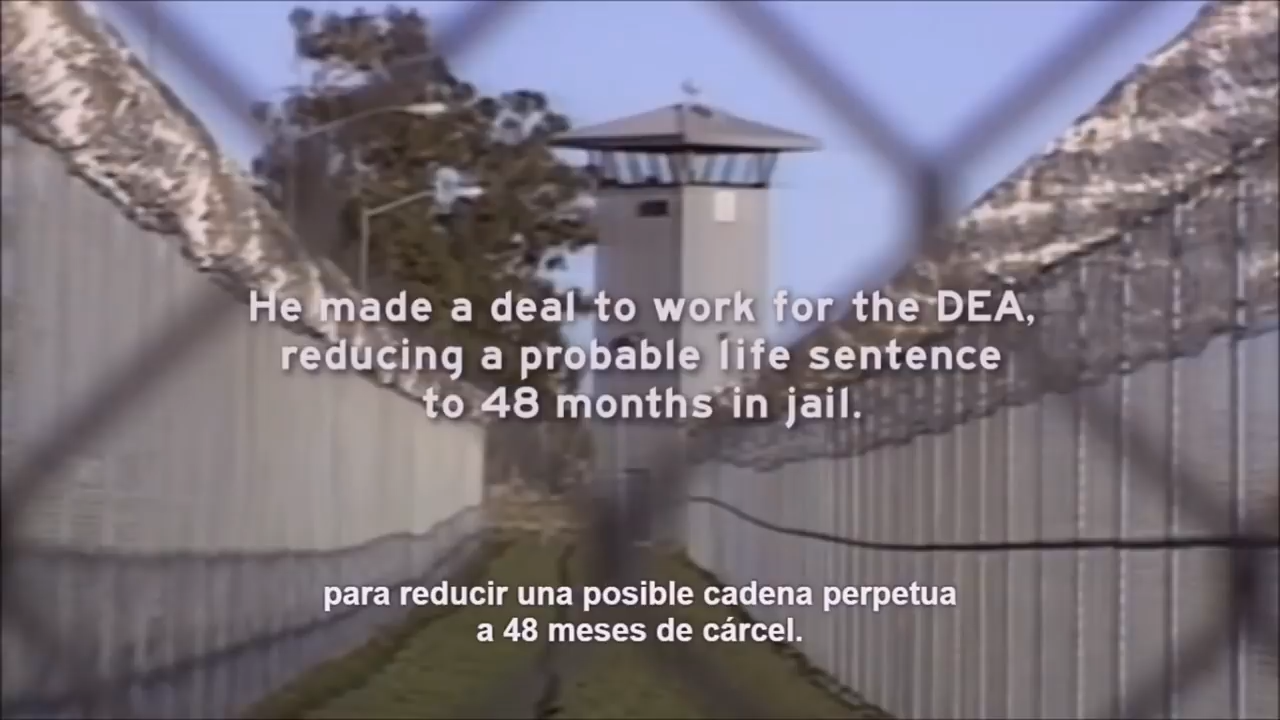 He made a deal to work for the DEA,
reducing a probable life sentence
to 48 months in jail.
para reducir una posible cadena perpetua
a 48 meses de cárcel.